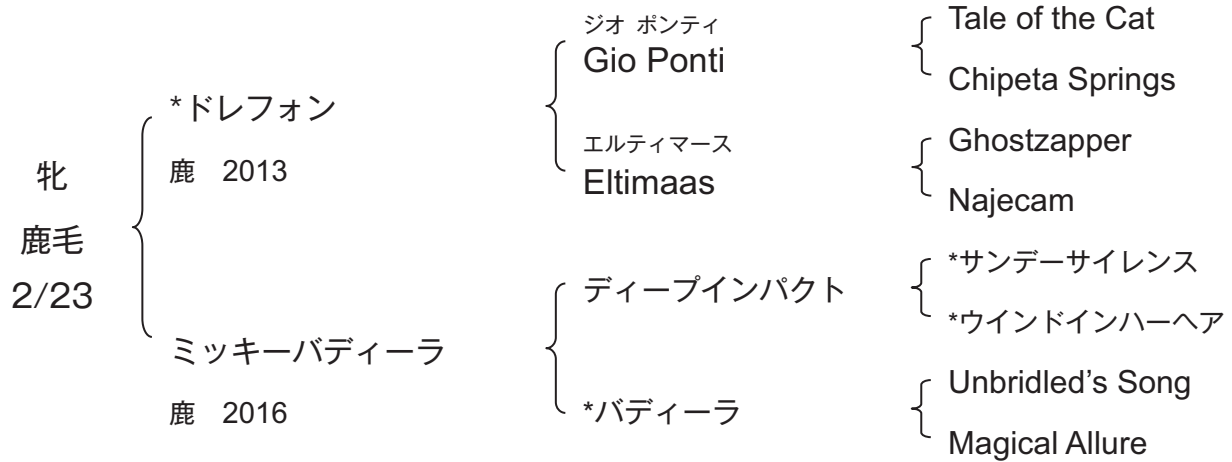 牝
鹿毛
2/23
*ドレフォン
鹿 2013
ミッキーバディーラ
鹿 2016
ジオ ポンティ
Gio Ponti
エルティマース
Eltimaas
ディープインパクト
*バディーラ
Tale of the Cat
Chipeta Springs
Ghostzapper
Najecam
*サンデーサイレンス
*ウインドインハーヘア
Unbridled's Song
Magical Allure